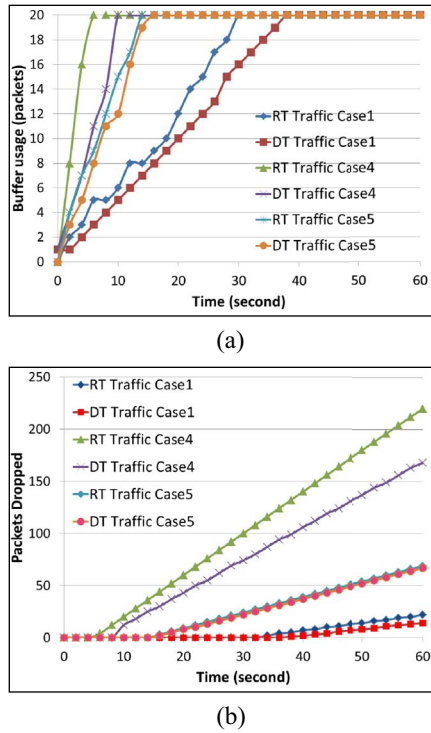 20
18
16
14
12
10
8
6
4
2
0
Buffer usage (packets)
RT Traffic Case1
DT Traffic Case1
RT Traffic Case4
DT Traffic Case4
RT Traffic Case5
DT Traffic Case5
0 10 20 30 40 50 60
Time (second)
(a)
250
200
150
100
50
0
Packets Dropped
RT Traffic Case1
DT Traffic Case1
RT Traffic Case4
DT Traffic Case4
RT Traffic Case5
DT Traffic Case5
0 10 20 30 40 50 60
Time (second)
(b)